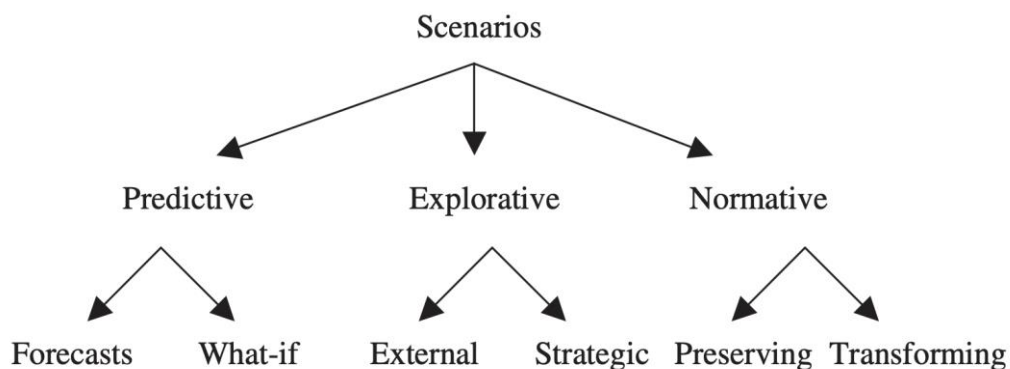 Scenarios
Predictive Explorative Normative
Forecasts What-if External Strategic Preserving Transforming